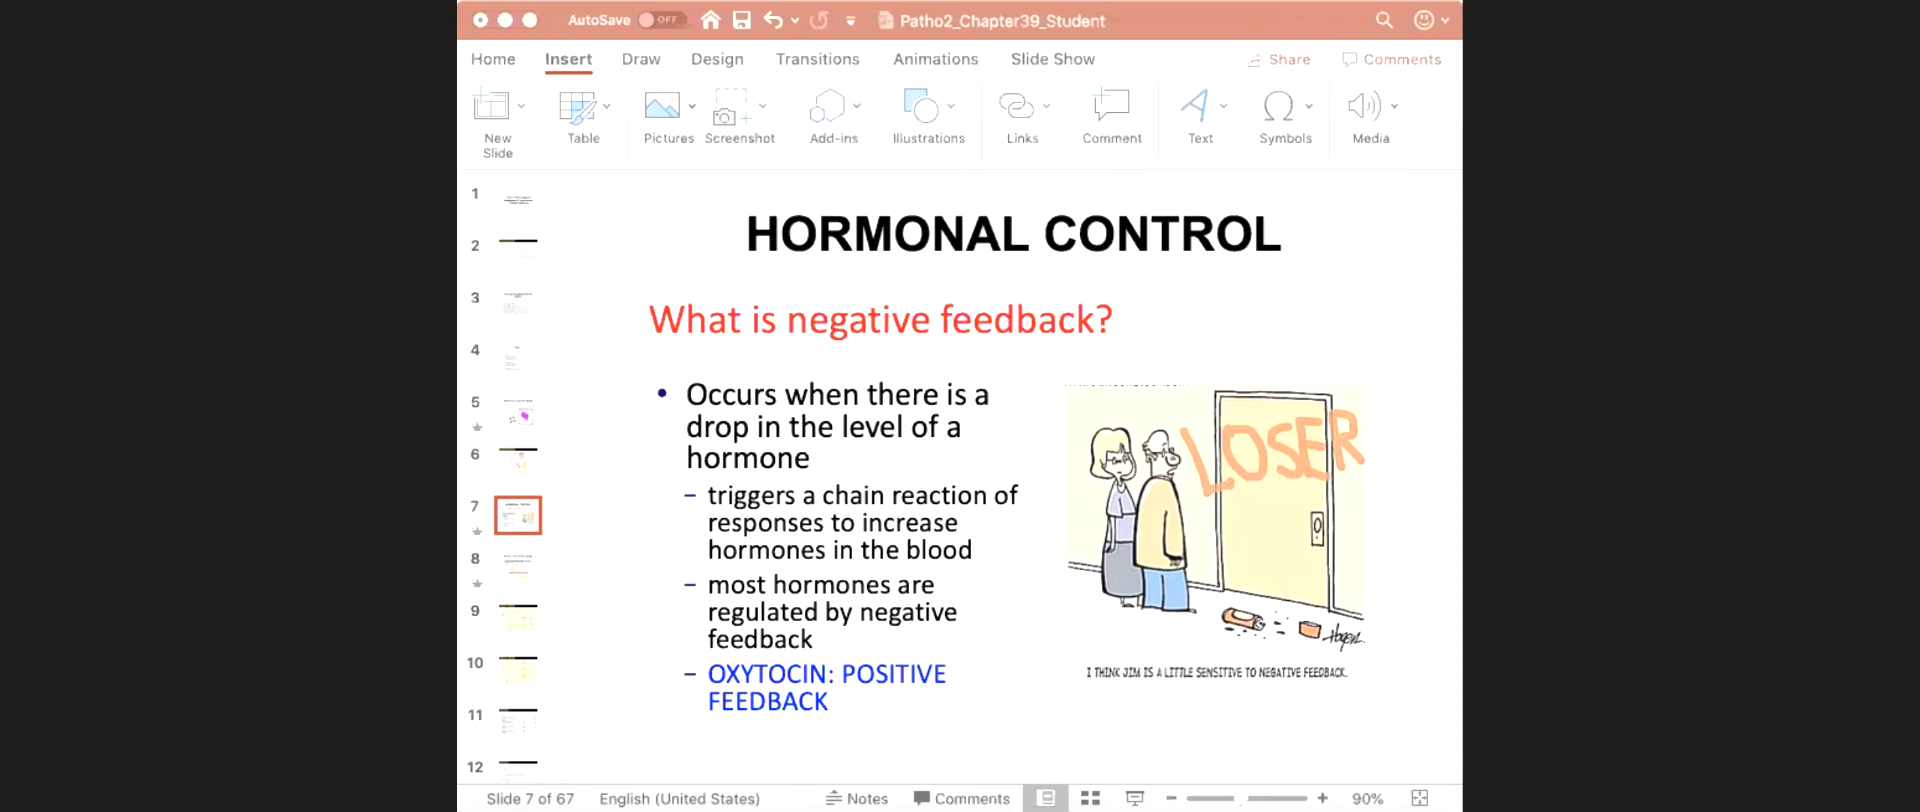 AutoSave OFF Patho2_Chapter39_Student
Home Insert Draw Design Transitions Animations Slide Show Share Comments
New Slide Table Pictures Screenshot Add-ins Illustrations Links Comment Text Symbols Media
HORMONAL CONTROL
What is negative feedback?
• Occurs when there is a
drop in the level of a
hormone
– triggers a chain reaction of
responses to increase
hormones in the blood
– most hormones are
regulated by negative
feedback
– OXYTOCIN: POSITIVE
FEEDBACK
LOSER
Hagen
I THINK JIM IS A LITTLE SENSITIVE TO NEGATIVE FEEDBACK.
1
2
3
4
5
6
7
8
9
10
11
12
Slide 7 of 67 English (United States) Notes Comments 90%